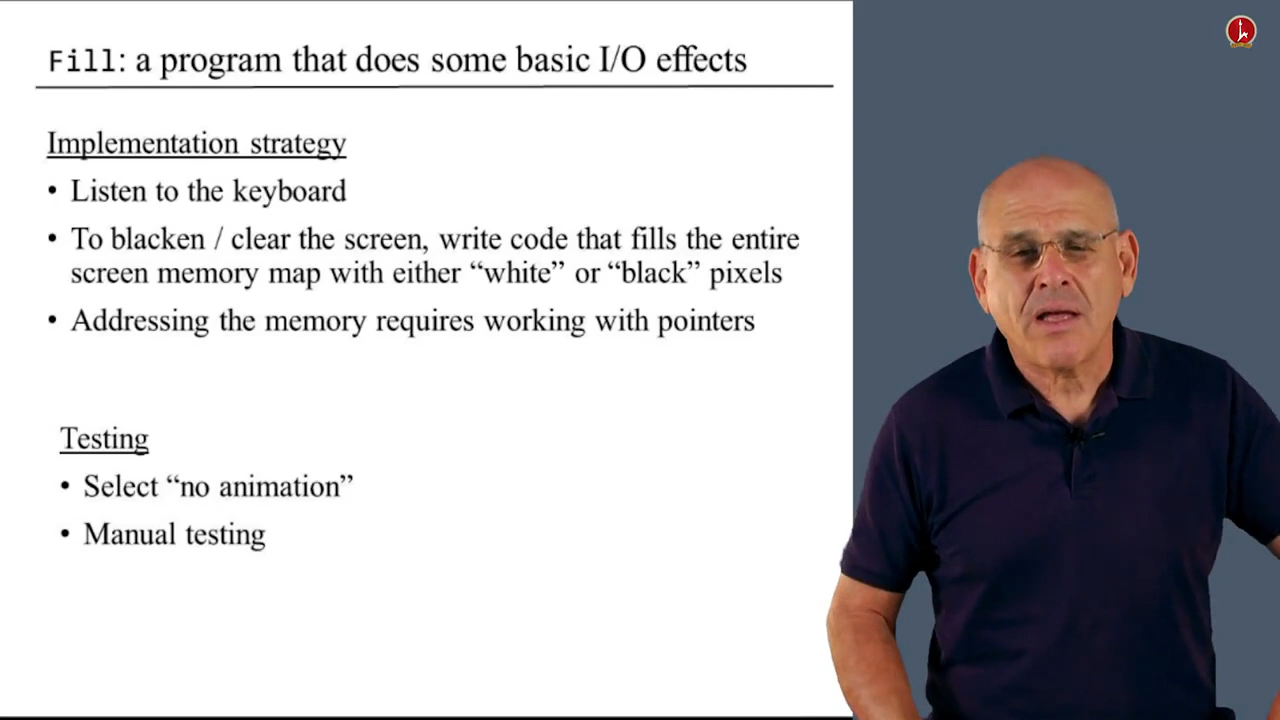 Fill: a program that does some basic I/O effects
Implementation strategy
• Listen to the keyboard
• To blacken / clear the screen, write code that fills the entire
screen memory map with either “white” or “black” pixels
• Addressing the memory requires working with pointers
Testing
• Select “no animation”
• Manual testing